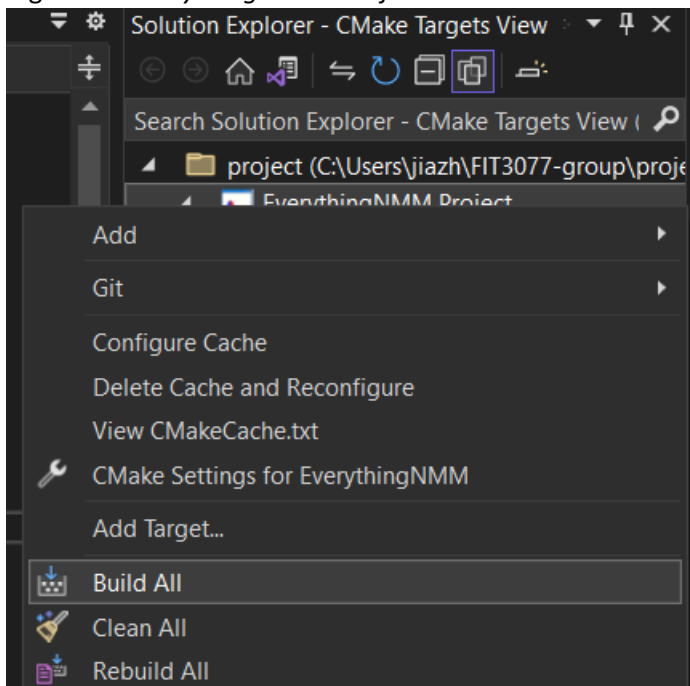 Solution Explorer - CMake Targets View
Search Solution Explorer - CMake Targets View (
project (C:\Users\jiazh\FIT3077-group\proje
EverythingNMM Project
Add
Git
Configure Cache
Delete Cache and Reconfigure
View CMakeCache.txt
CMake Settings for EverythingNMM
Add Target...
Build All
Clean All
Rebuild All